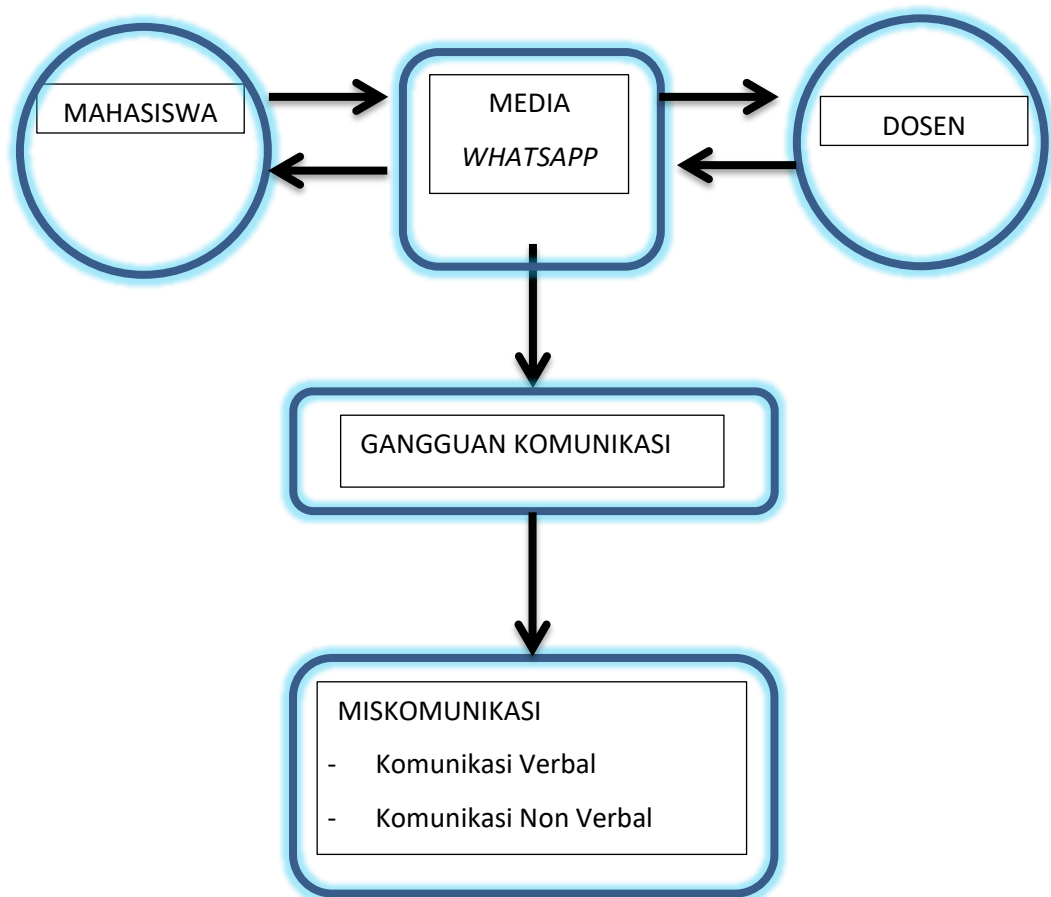 MAHASISWA
MEDIA
WHATSAPP
DOSEN
GANGGUAN KOMUNIKASI
MISKOMUNIKASI
- Komunikasi Verbal
- Komunikasi Non Verbal